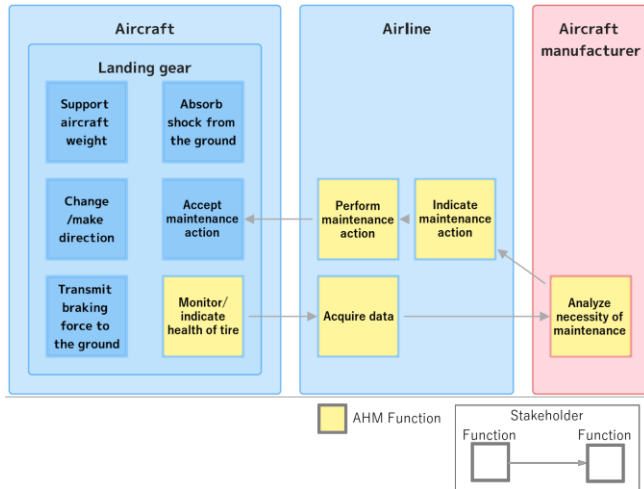 Aircraft
Airline
Aircraft
manufacturer
Landing gear
Support
aircraft
weight
Absorb
shock from
the ground
Change
/make
direction
Accept
maintenance
action
Perform
maintenance
action
Indicate
maintenance
action
Transmit
braking
force to
the ground
Monitor/
indicate
health of tire
Acquire data
Analyze
necessity of
maintenance
AHM Function
Stakeholder
Function
Function